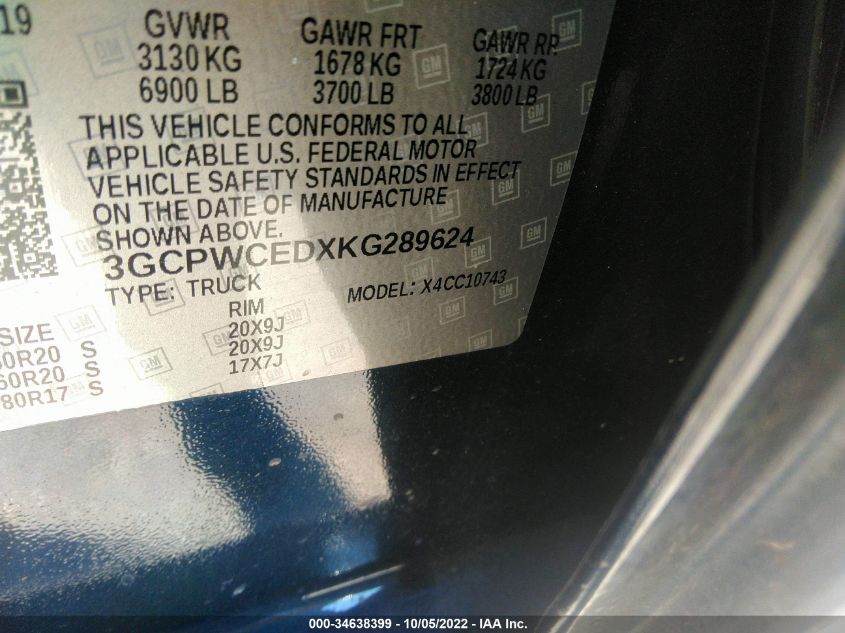 19 GVWR GAWR FRT GAWR RR
3130 KG 1678 KG 1724 KG
6900 LB 3700 LB 3800 LB
THIS VEHICLE CONFORMS TO ALL
APPLICABLE U.S. FEDERAL MOTOR
VEHICLE SAFETY STANDARDS IN EFFECT
ON THE DATE OF MANUFACTURE
SHOWN ABOVE.
3GCPWCEDXKG289624
TYPE: TRUCK MODEL: X4CC10743
SIZE RIM
60R20 S 20X9J
60R20 S 20X9J
80R17 S 17X7J
GM
000-34638399 - 10/05/2022 - IAA Inc.